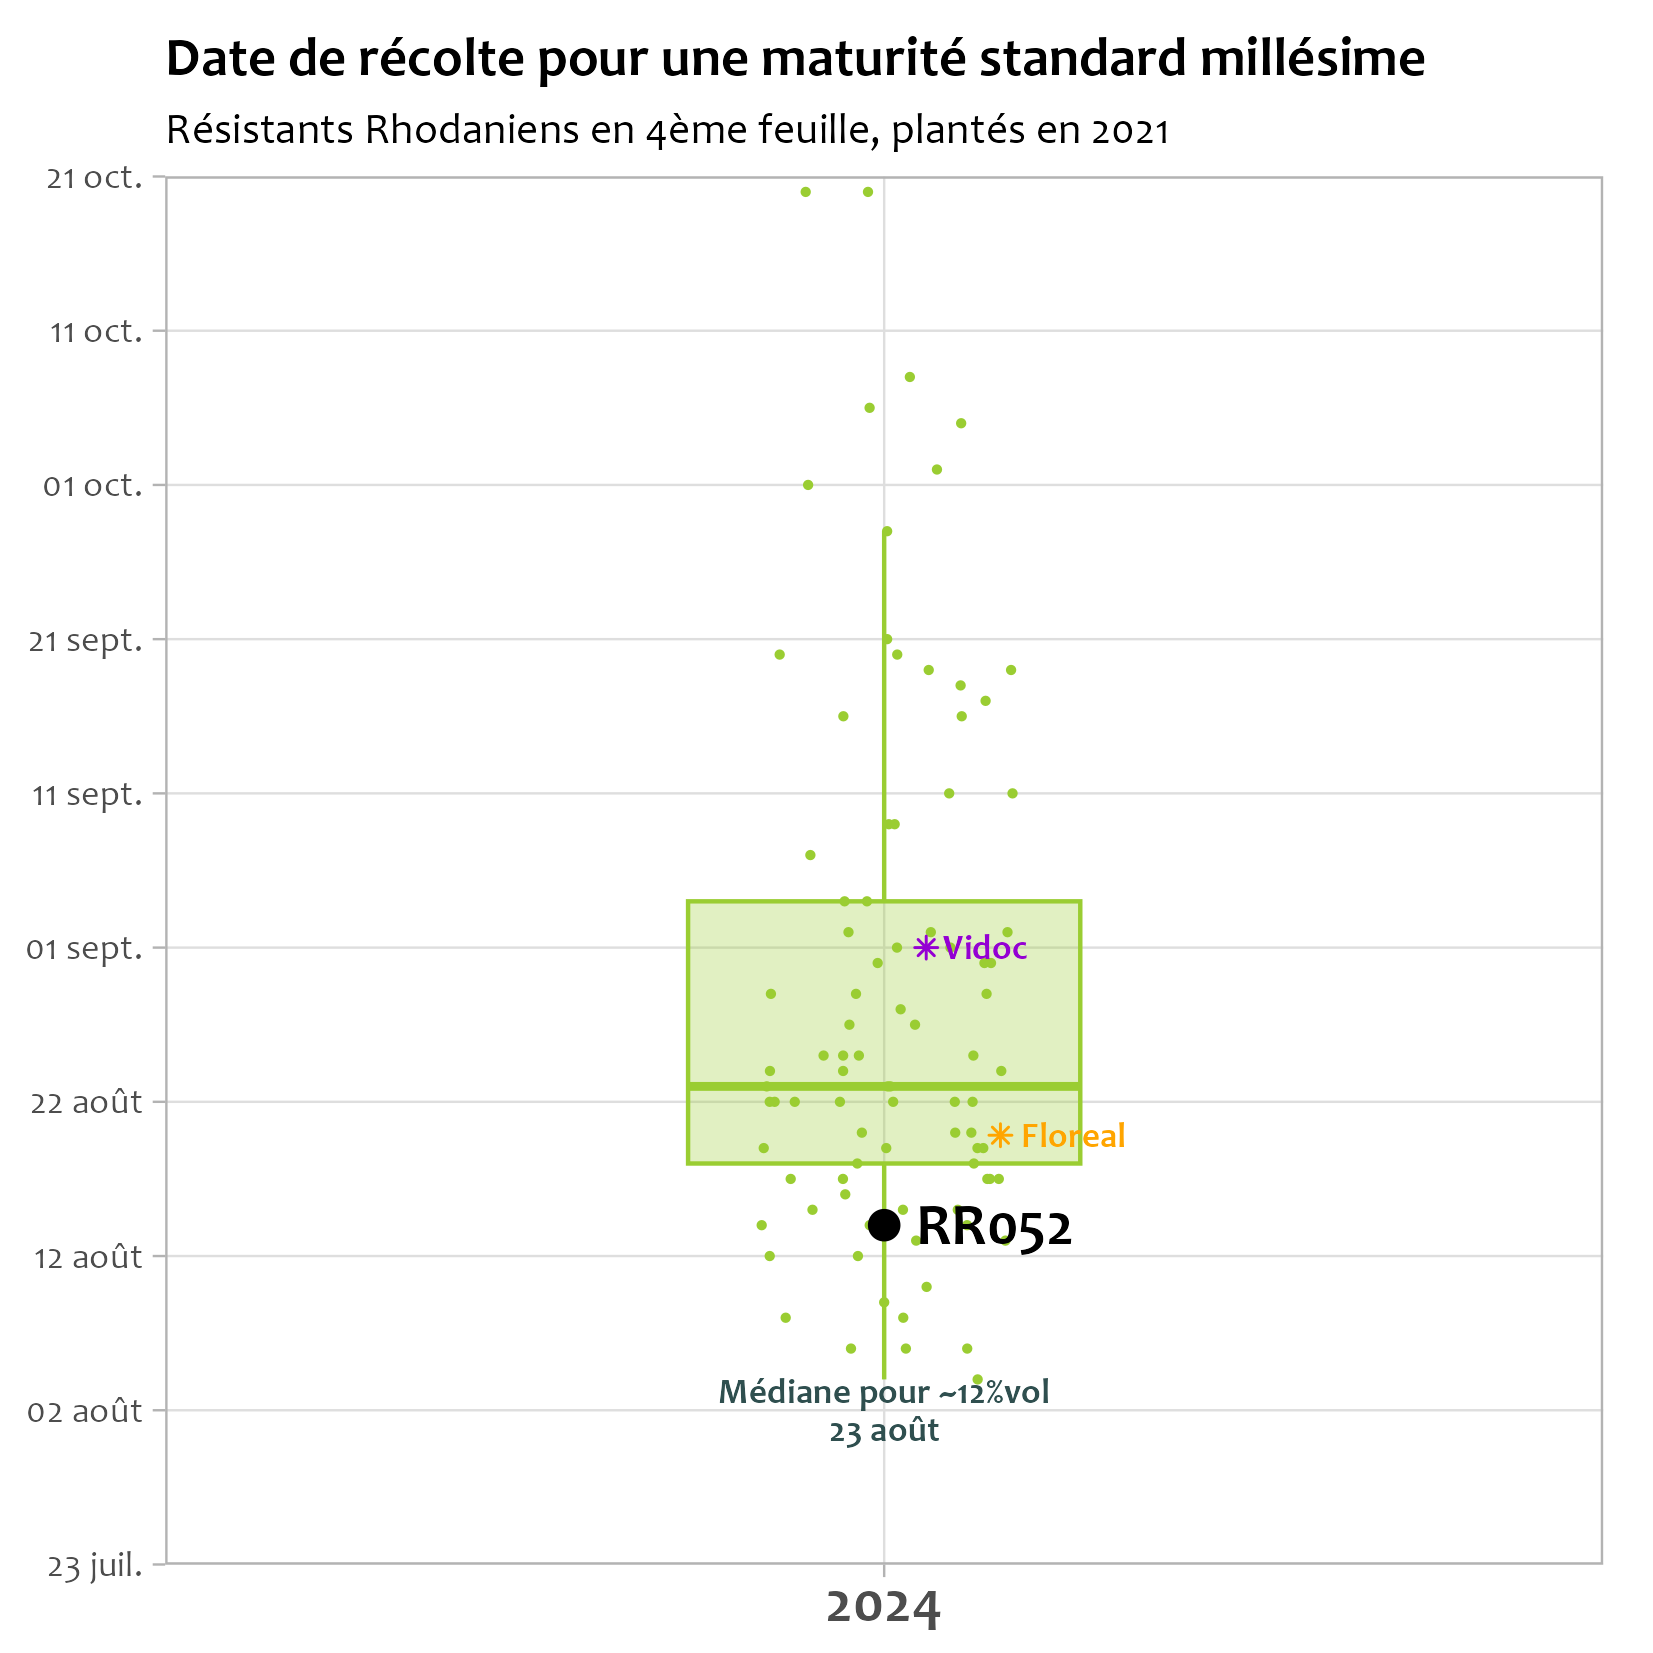 Date de récolte pour une maturité standard millésime
Résistants Rhodaniens en 4ème feuille, plantés en 2021
21 oct.
11 oct.
01 oct.
21 sept.
11 sept.
01 sept.
Vidoc
22 août
Floreal
RR052
12 août
Médiane pour ~12%vol
02 août
23 août
23 juil.
2024